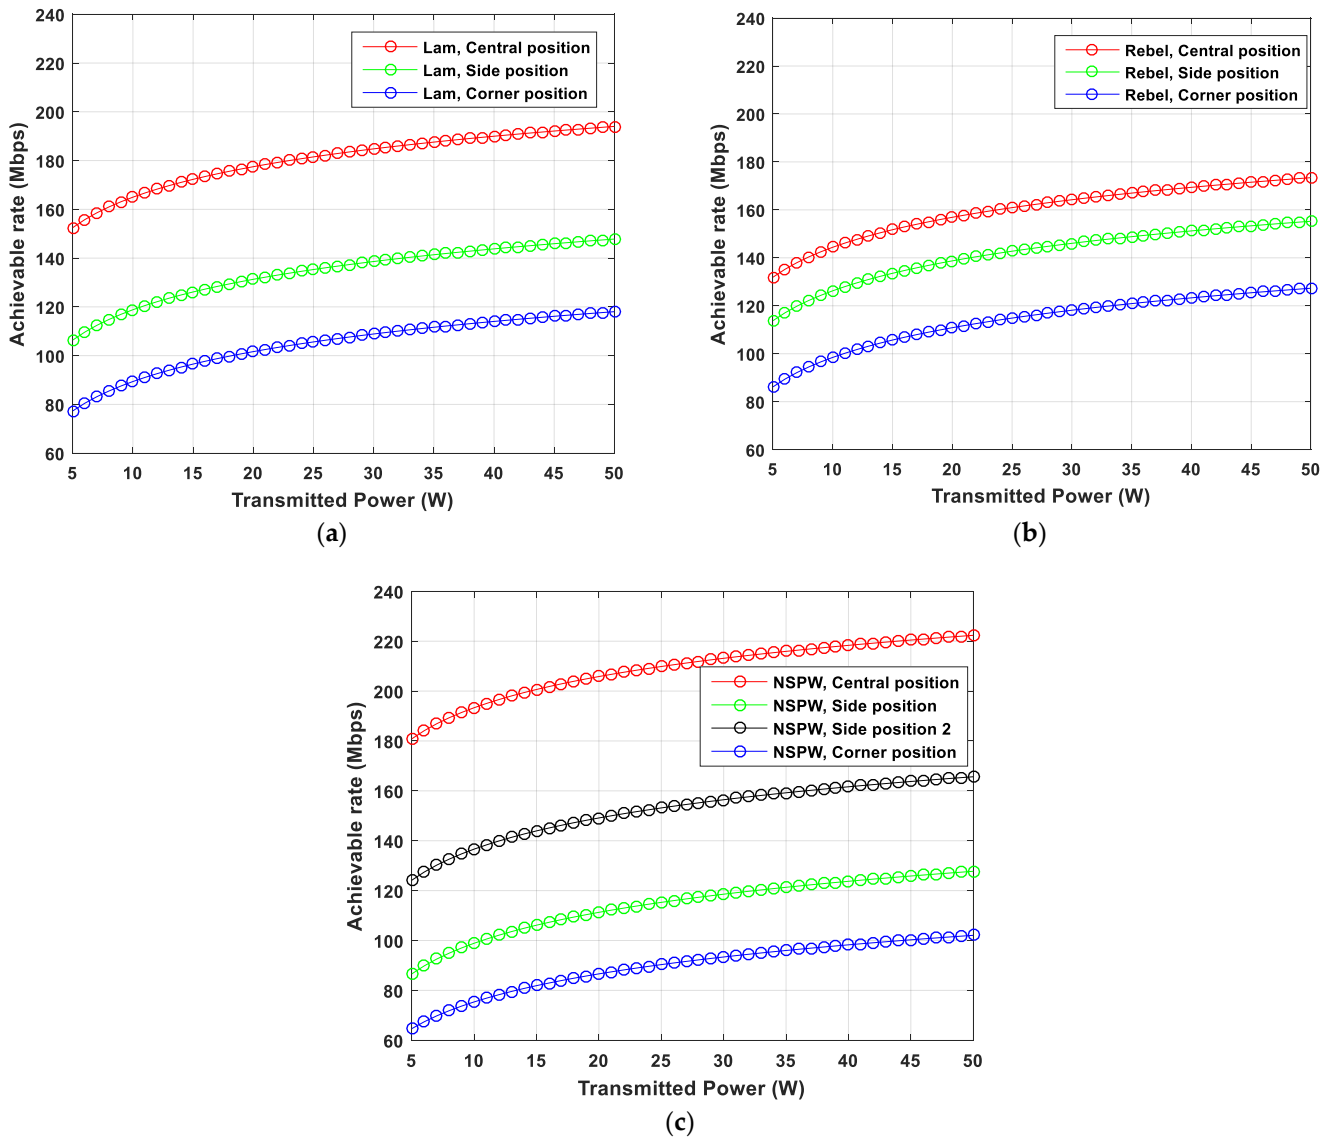 240
220
200
180
160
140
120
100
80
60
Achievable rate (Mbps)
Lam, Central position
Lam, Side position
Lam, Corner position
5 10 15 20 25 30 35 40 45 50
Transmitted Power (W)
(a)
240
220
200
180
160
140
120
100
80
60
Achievable rate (Mbps)
Rebel, Central position
Rebel, Side position
Rebel, Corner position
5 10 15 20 25 30 35 40 45 50
Transmitted Power (W)
(b)
240
220
200
180
160
140
120
100
80
60
Achievable rate (Mbps)
NSPW, Central position
NSPW, Side position
NSPW, Side position 2
NSPW, Corner position
5 10 15 20 25 30 35 40 45 50
Transmitted Power (W)
(c)